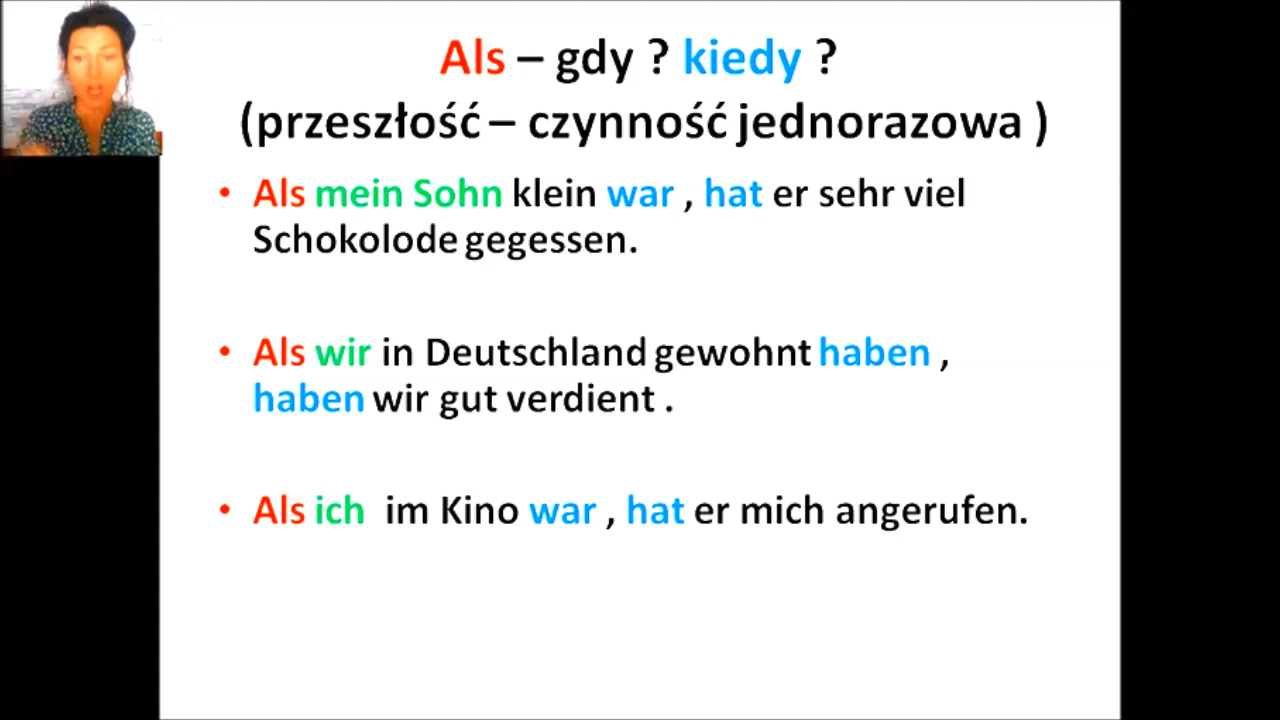 Als – gdy ? kiedy ?
(przeszłość – czynność jednorazowa )
• Als mein Sohn klein war , hat er sehr viel
Schokolode gegessen.
• Als wir in Deutschland gewohnt haben ,
haben wir gut verdient .
• Als ich im Kino war , hat er mich angerufen.